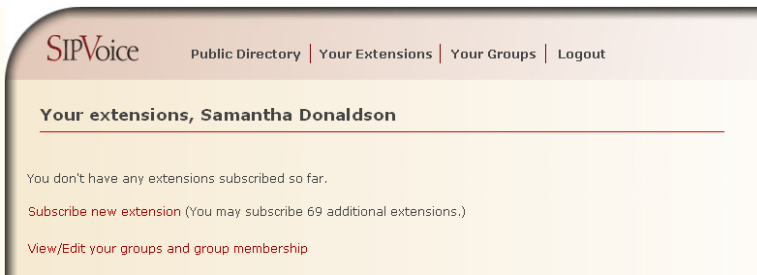 SIPVoice
Public Directory | Your Extensions | Your Groups | Logout
Your extensions, Samantha Donaldson
You don't have any extensions subscribed so far.
Subscribe new extension (You may subscribe 69 additional extensions.)
View/Edit your groups and group membership